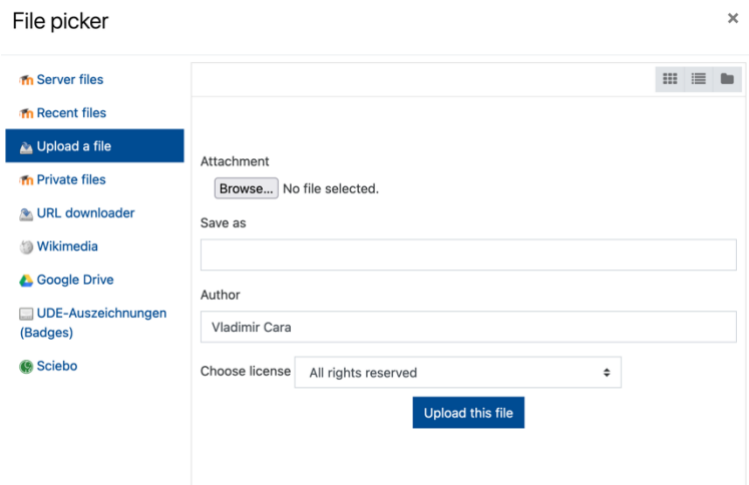 File picker
×
Server files
Recent files
Upload a file
Private files
URL downloader
Wikimedia
Google Drive
UDE-Auszeichnungen
(Badges)
Sciebo
Attachment
Browse... No file selected.
Save as
Author
Vladimir Cara
Choose license All rights reserved
Upload this file